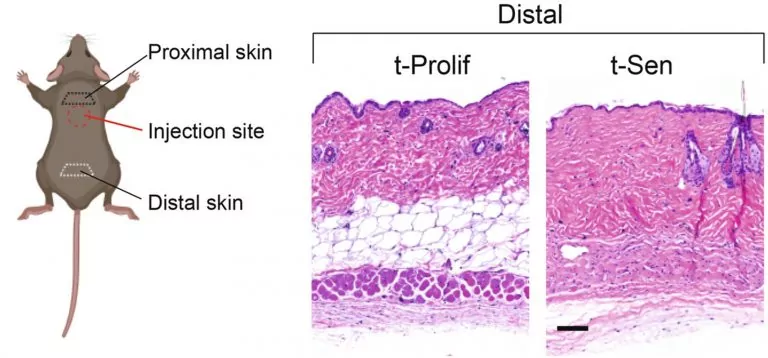 Distal
t-Prolif
t-Sen
Proximal skin
Injection site
Distal skin